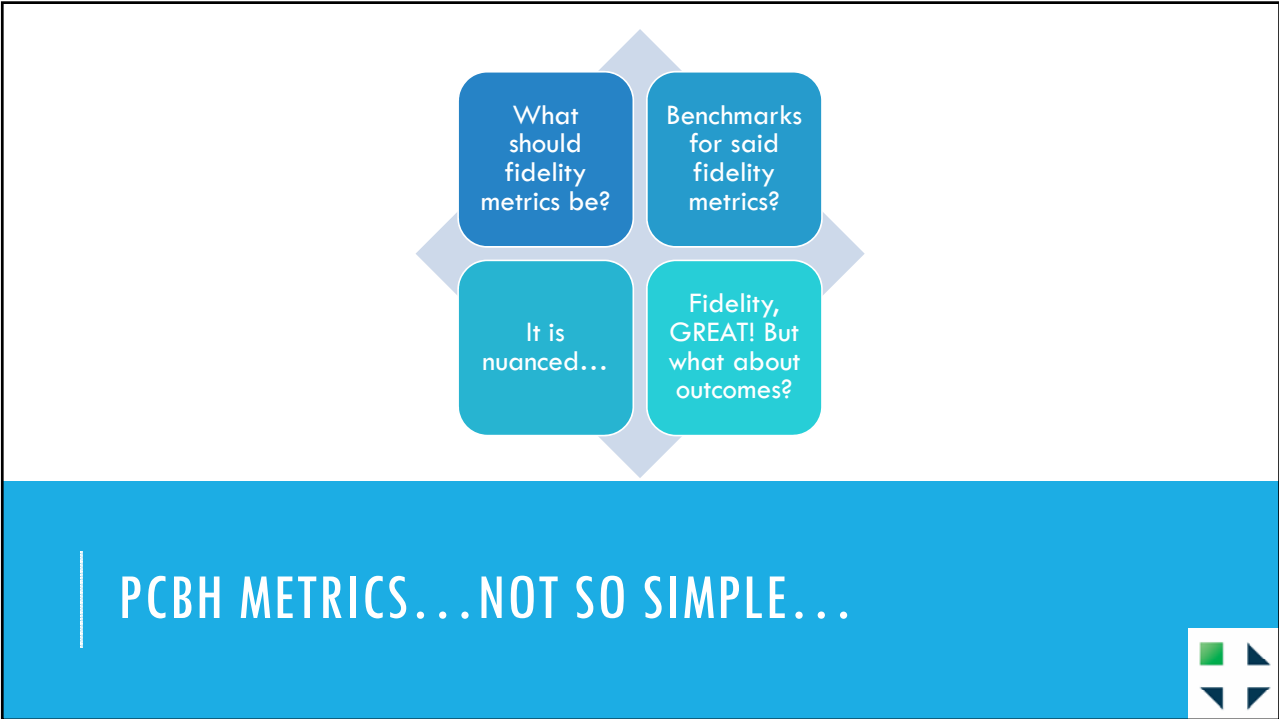 What
should
fidelity
metrics be?
Benchmarks
for said
fidelity
metrics?
It is
nuanced...
Fidelity,
GREAT! But
what about
outcomes?
PCBH METRICS...NOT SO SIMPLE...